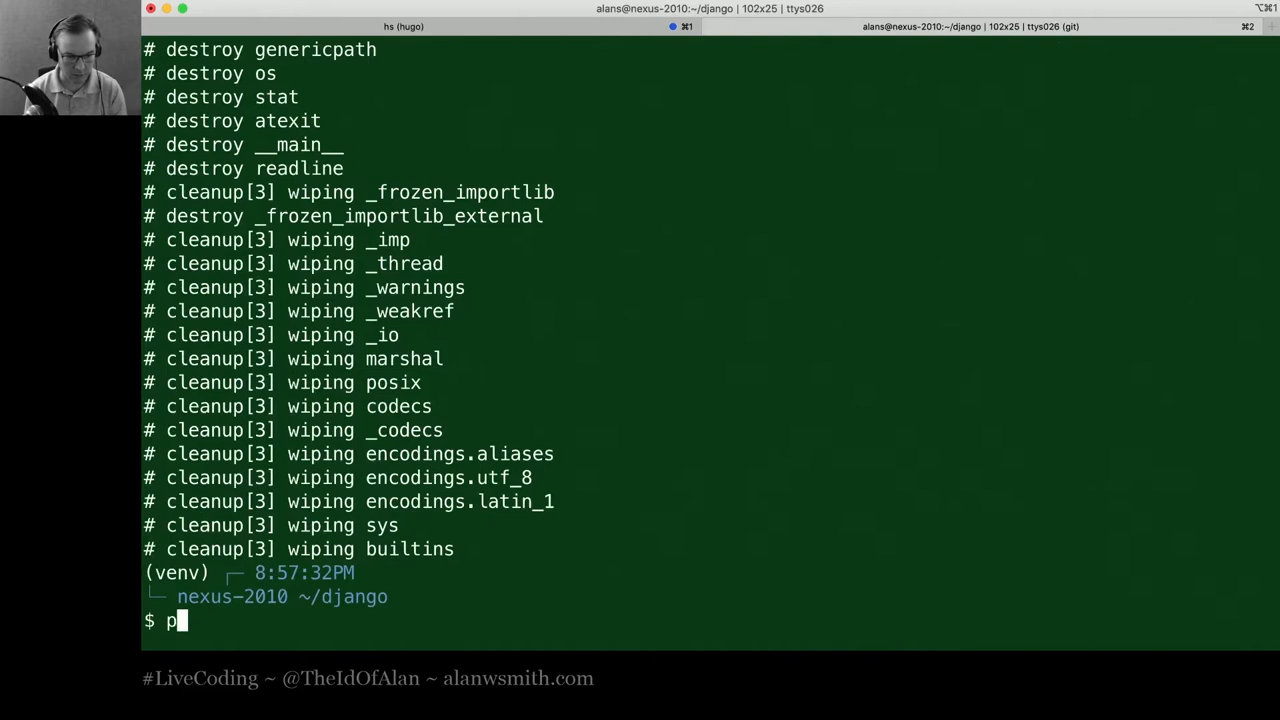 alans@nexus-2010:~/django | 102x25 | ttys026
⌥⌘1
hs (hugo)
⌘1
alans@nexus-2010:~/django | 102x25 | ttys026 (git)
⌘2
# destroy genericpath
# destroy os
# destroy stat
# destroy atexit
# destroy __main__
# destroy readline
# cleanup[3] wiping _frozen_importlib
# destroy _frozen_importlib_external
# cleanup[3] wiping _imp
# cleanup[3] wiping _thread
# cleanup[3] wiping _warnings
# cleanup[3] wiping _weakref
# cleanup[3] wiping _io
# cleanup[3] wiping marshal
# cleanup[3] wiping posix
# cleanup[3] wiping codecs
# cleanup[3] wiping _codecs
# cleanup[3] wiping encodings.aliases
# cleanup[3] wiping encodings.utf_8
# cleanup[3] wiping encodings.latin_1
# cleanup[3] wiping sys
# cleanup[3] wiping builtins
(venv) ┌─ 8:57:32PM
└─ nexus-2010 ~/django
$ p
#LiveCoding ~ @TheIdOfAlan ~ alanwsmith.com